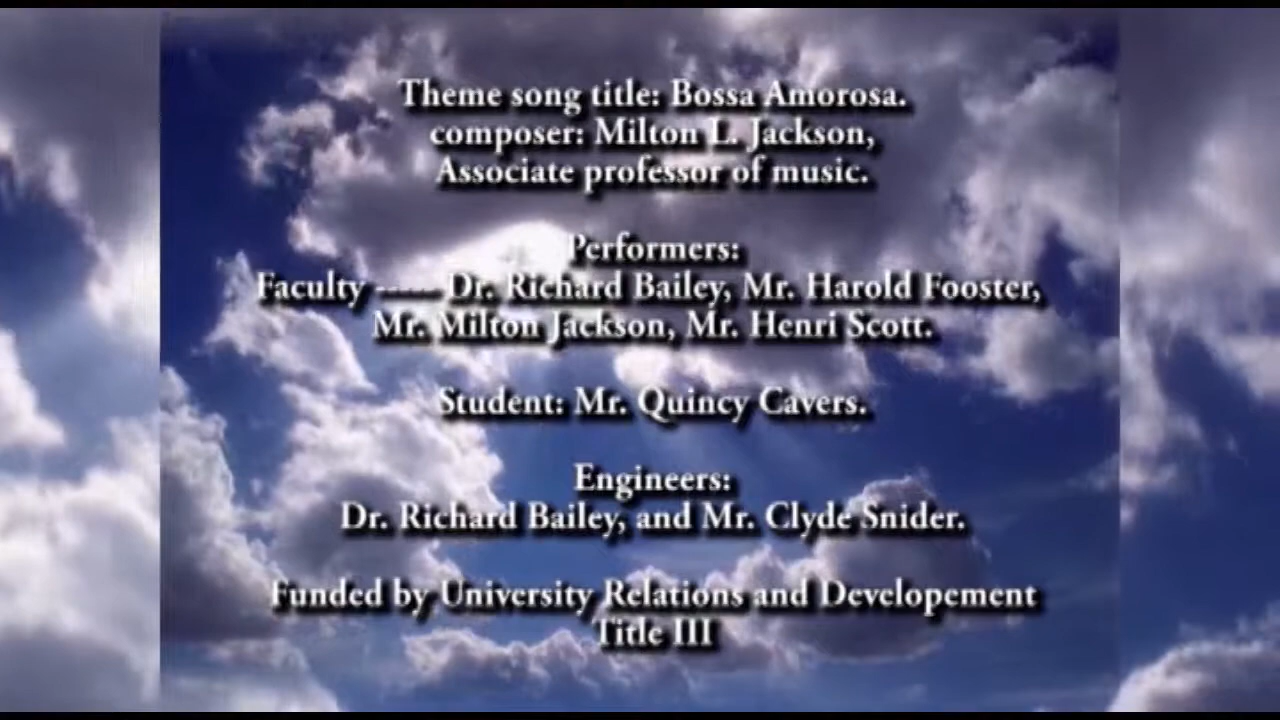 Theme song title: Bossa Amorosa.
composer: Milton L. Jackson,
Associate professor of music.
Performers:
Faculty ----- Dr. Richard Bailey, Mr. Harold Fooster,
Mr. Milton Jackson, Mr. Henri Scott.
Student: Mr. Quincy Cavers.
Engineers:
Dr. Richard Bailey, and Mr. Clyde Snider.
Funded by University Relations and Developement
Title III